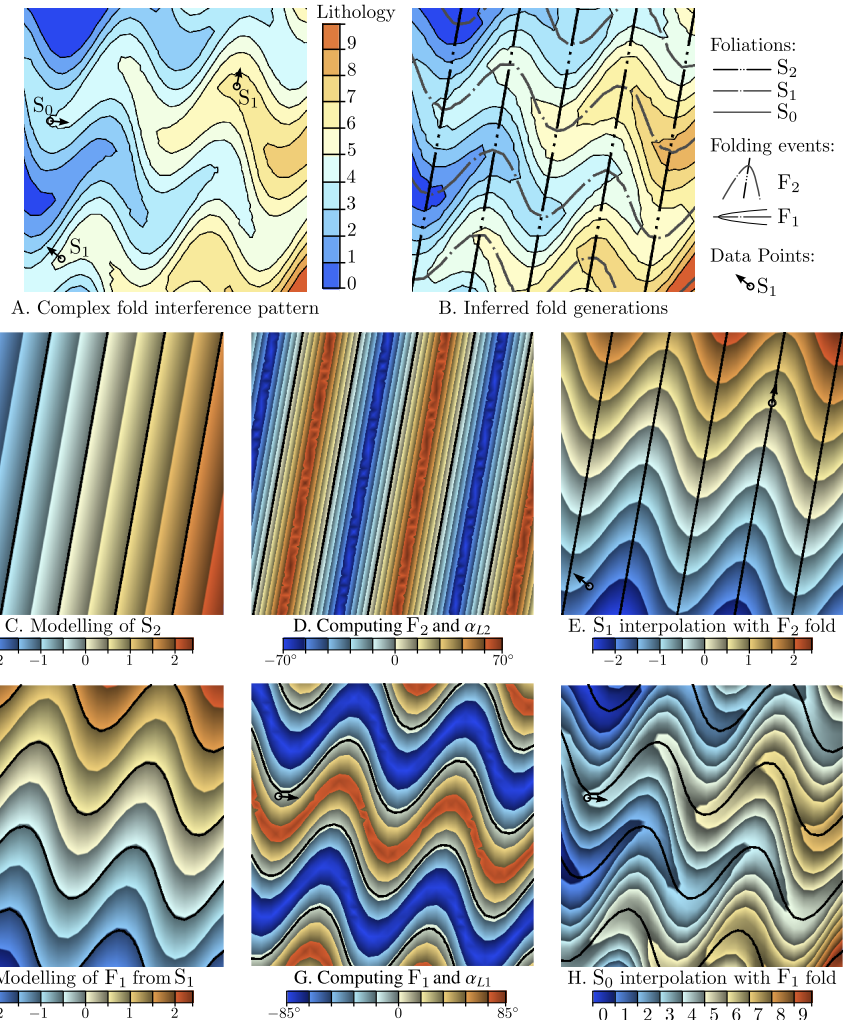 Lithology
9
8
7
6
5
4
3
2
1
0
S0
S1
S1
A. Complex fold interference pattern
B. Inferred fold generations
Foliations:
S2
S1
S0
Folding events:
F2
F1
Data Points:
S1
C. Modelling of S2
2 −1 0 1 2
D. Computing F2 and αL2
−70° 0 70°
E. S1 interpolation with F2 fold
−2 −1 0 1 2
Modelling of F1 from S1
2 −1 0 1 2
G. Computing F1 and αL1
−85° 0 85°
H. S0 interpolation with F1 fold
0 1 2 3 4 5 6 7 8 9